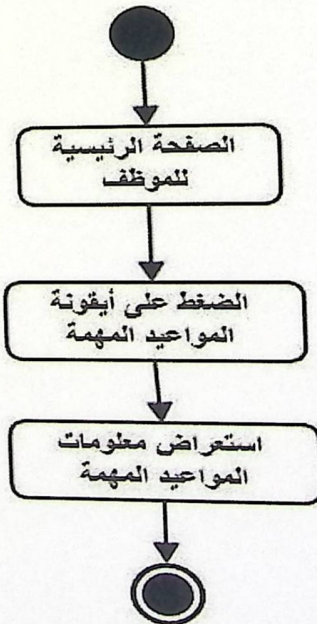 الصفحة الرئيسية
للموظف
الضغط على أيقونة
المواعيد المهمة
استعراض معلومات
المواعيد المهمة